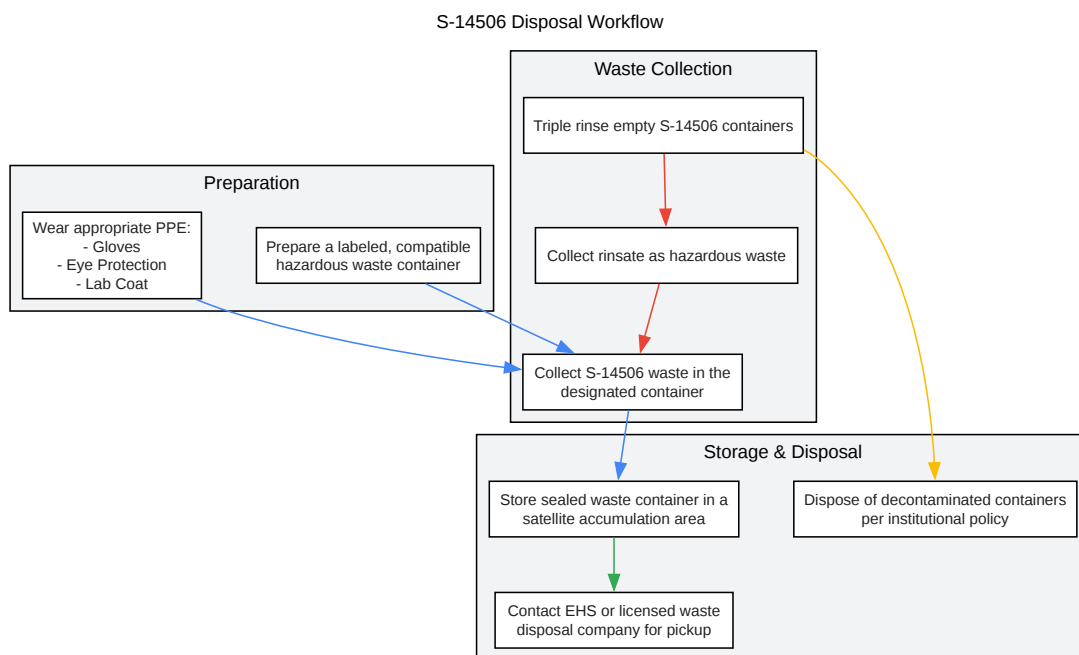 S-14506 Disposal Workflow
Preparation
Wear appropriate PPE:
- Gloves
- Eye Protection
- Lab Coat
Prepare a labeled, compatible
hazardous waste container
Waste Collection
Triple rinse empty S-14506 containers
Collect rinsate as hazardous waste
Collect S-14506 waste in the
designated container
Storage & Disposal
Store sealed waste container in a
satellite accumulation area
Contact EHS or licensed waste
disposal company for pickup
Dispose of decontaminated containers
per institutional policy